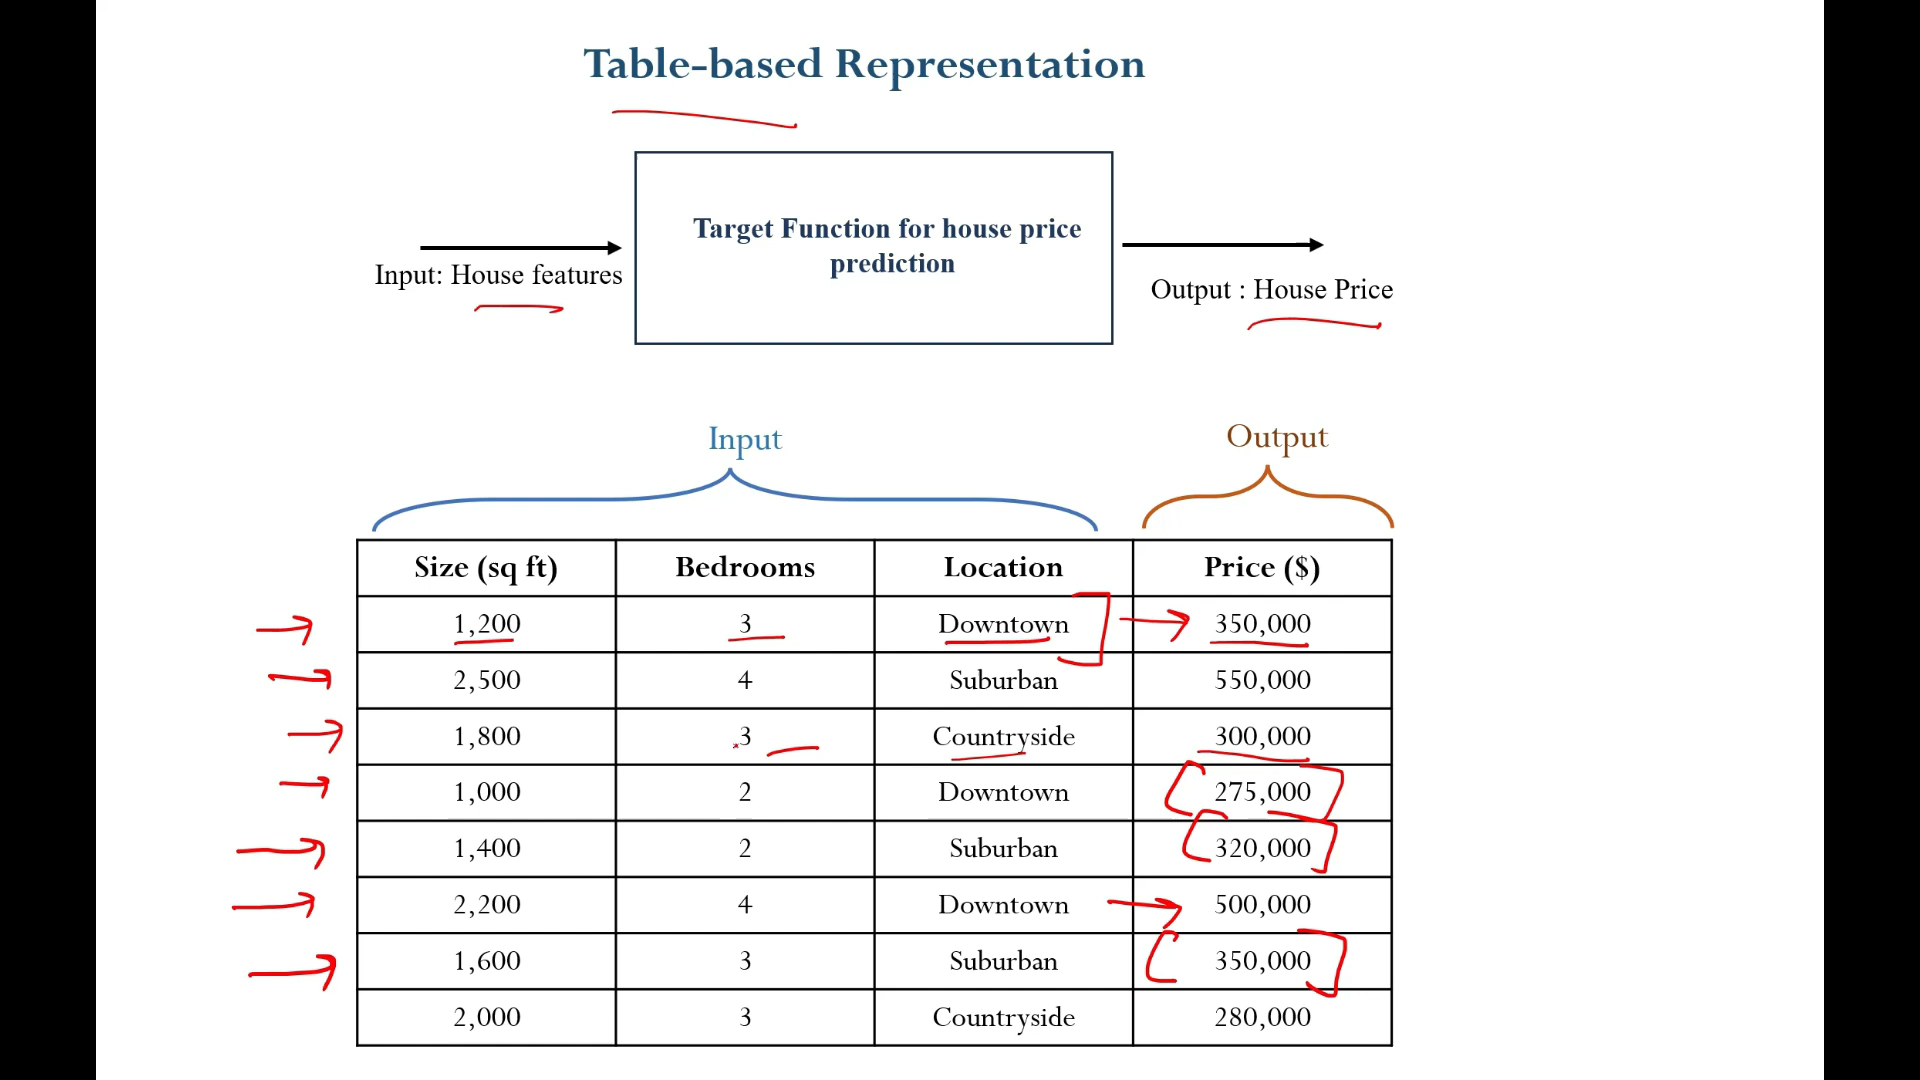 Table-based Representation
Target Function for house price
prediction
Input: House features
Output : House Price
Input
Output
Size (sq ft) Bedrooms Location Price ($)
1,200 3 Downtown 350,000
2,500 4 Suburban 550,000
1,800 3 Countryside 300,000
1,000 2 Downtown 275,000
1,400 2 Suburban 320,000
2,200 4 Downtown 500,000
1,600 3 Suburban 350,000
2,000 3 Countryside 280,000